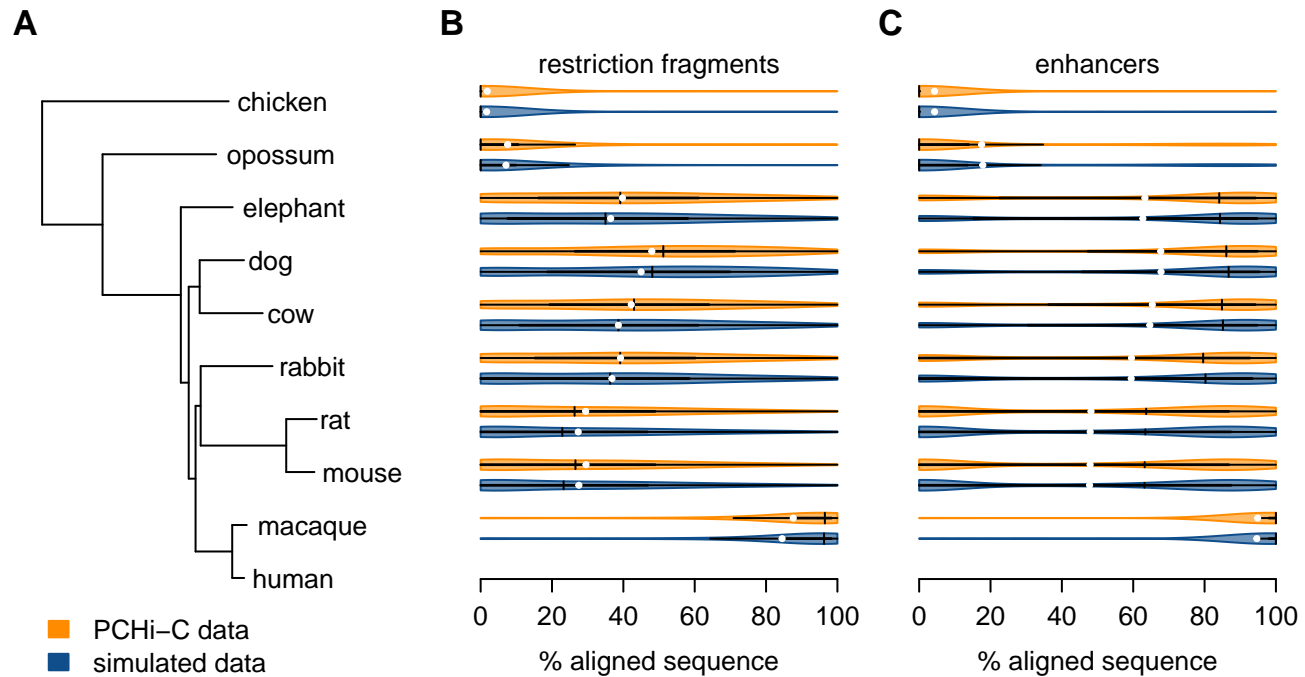 A
chicken
opossum
elephant
dog
cow
rabbit
rat
mouse
macaque
human
PCHi−C data
simulated data
B
restriction fragments
0 20 40 60 80 100
% aligned sequence
C
enhancers
0 20 40 60 80 100
% aligned sequence